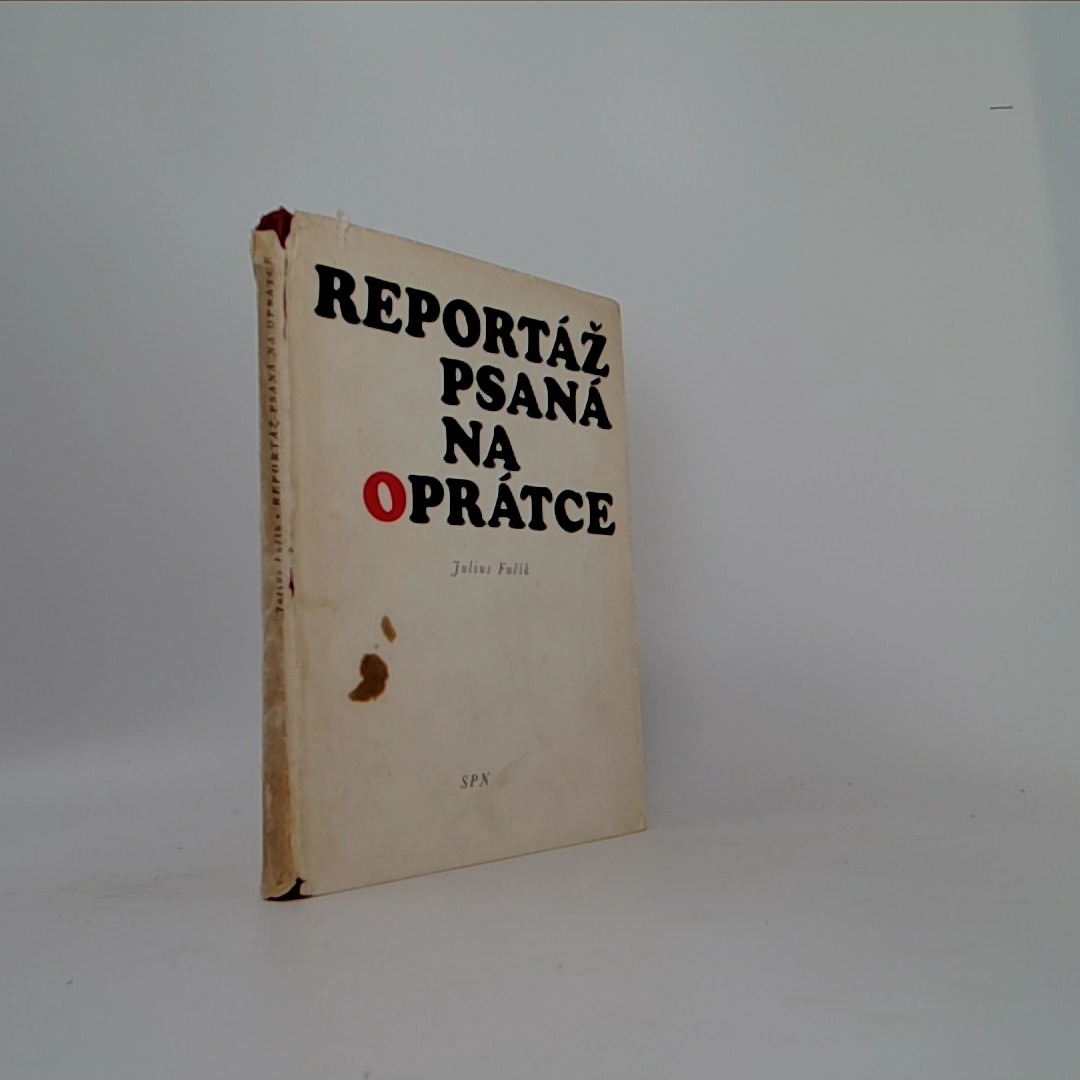 REPORTÁŽ
PSANÁ
NA
OPRÁTCE
Julius Fučík
SPN
Julius Fučík • REPORTÁŽ PSANÁ NA OPRÁTCE